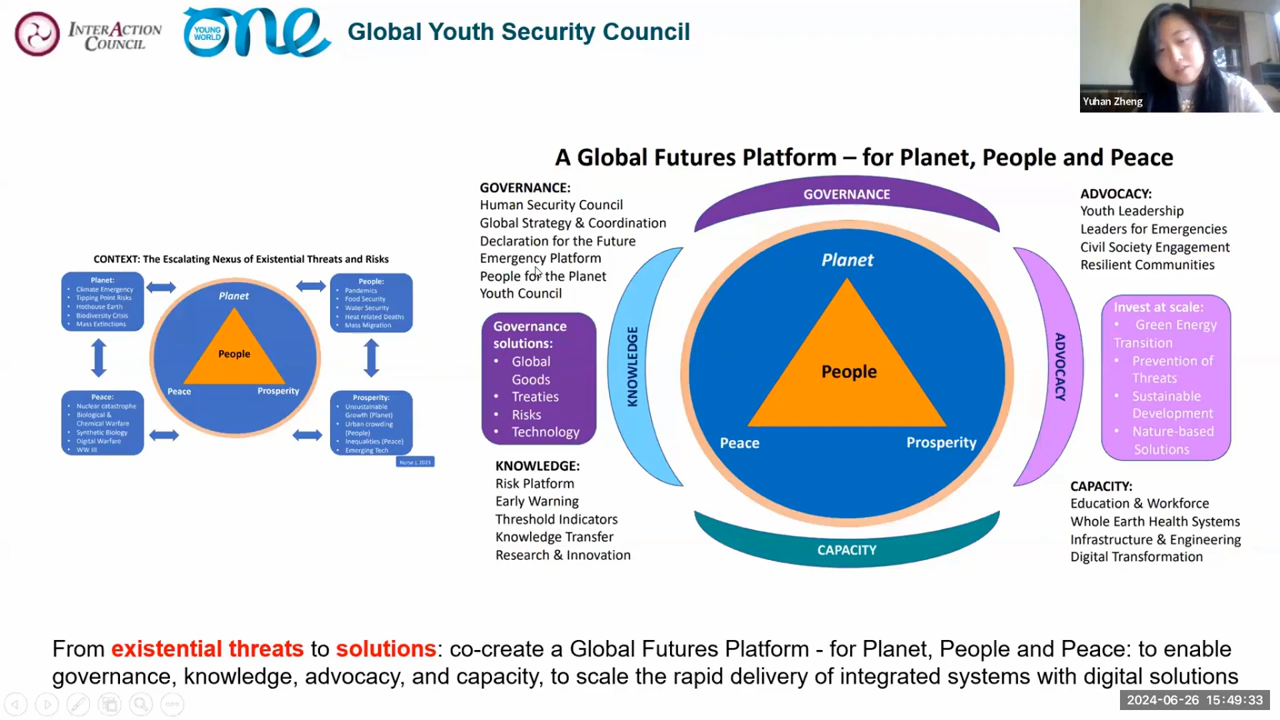 INTERACTION
COUNCIL
YOUNG
WORLD
one
Global Youth Security Council
Yuhan Zheng
A Global Futures Platform – for Planet, People and Peace
GOVERNANCE:
Human Security Council
Global Strategy & Coordination
Declaration for the Future
Emergency Platform
People for the Planet
Youth Council
Governance
solutions:
• Global
Goods
• Treaties
• Risks
• Technology
KNOWLEDGE:
Risk Platform
Early Warning
Threshold Indicators
Knowledge Transfer
Research & Innovation
GOVERNANCE
KNOWLEDGE
ADVOCACY
CAPACITY
Planet
People
Peace
Prosperity
ADVOCACY:
Youth Leadership
Leaders for Emergencies
Civil Society Engagement
Resilient Communities
Invest at scale:
• Green Energy
Transition
• Prevention of
Threats
• Sustainable
Development
• Nature-based
Solutions
CAPACITY:
Education & Workforce
Whole Earth Health Systems
Infrastructure & Engineering
Digital Transformation
CONTEXT: The Escalating Nexus of Existential Threats and Risks
Planet:
• Climate Emergency
• Tipping Point Risks
• Hothouse Earth
• Biodiversity Crisis
• Mass Extinctions
Planet
People
Peace
Prosperity
People:
• Pandemics
• Food Security
• Water Security
• Heat related Deaths
• Mass Migration
Peace:
• Nuclear catastrophe
• Biological &
Chemical Warfare
• Synthetic Biology
• Digital Warfare
• WW III
Prosperity:
• Unsustainable
Growth (Planet)
• Urban crowding
(People)
• Inequalities (Peace)
• Emerging Tech
Nurse J, 2023
From existential threats to solutions: co-create a Global Futures Platform - for Planet, People and Peace: to enable
governance, knowledge, advocacy, and capacity, to scale the rapid delivery of integrated systems with digital solutions
2024-06-26 15:49:33